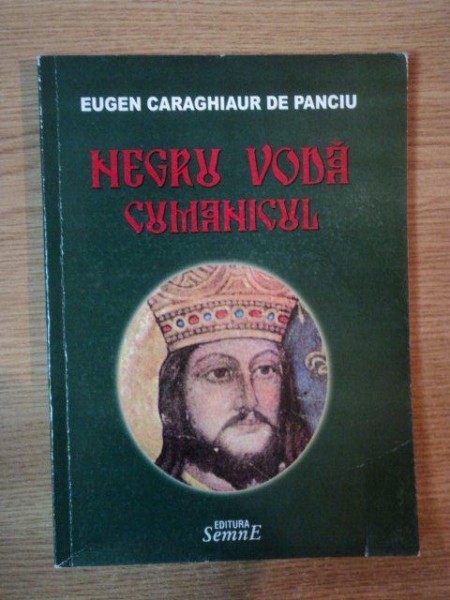 EUGEN CARAGHIAUR DE PANCIU
NEGRU VODĂ
CUMANICUL
EDITURA
SemnE